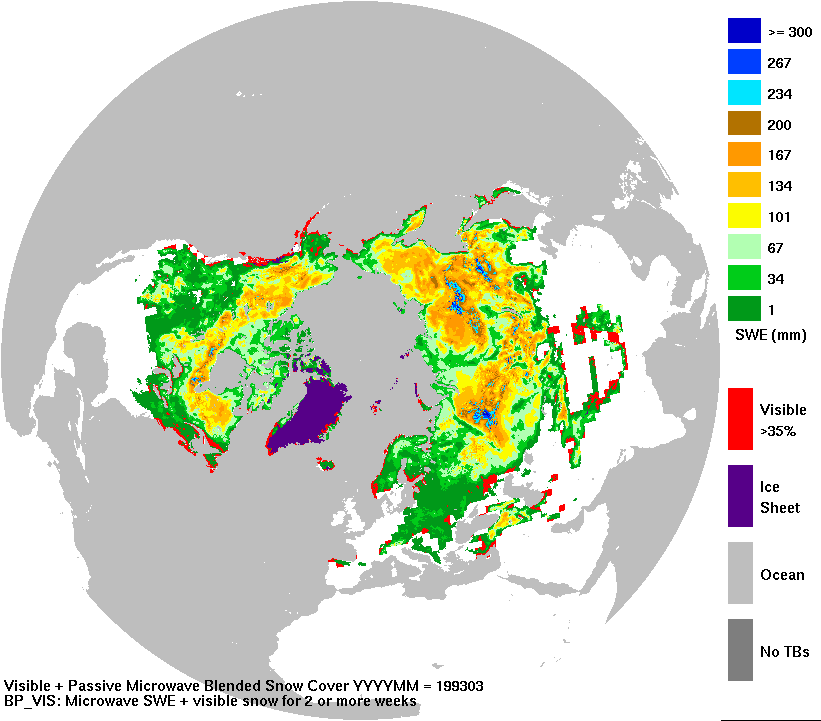 >= 300
267
234
200
167
134
101
67
34
1
SWE (mm)
Visible
>35%
Ice
Sheet
Ocean
No TBs
Visible + Passive Microwave Blended Snow Cover YYYYMM = 199303
BP_VIS: Microwave SWE + visible snow for 2 or more weeks